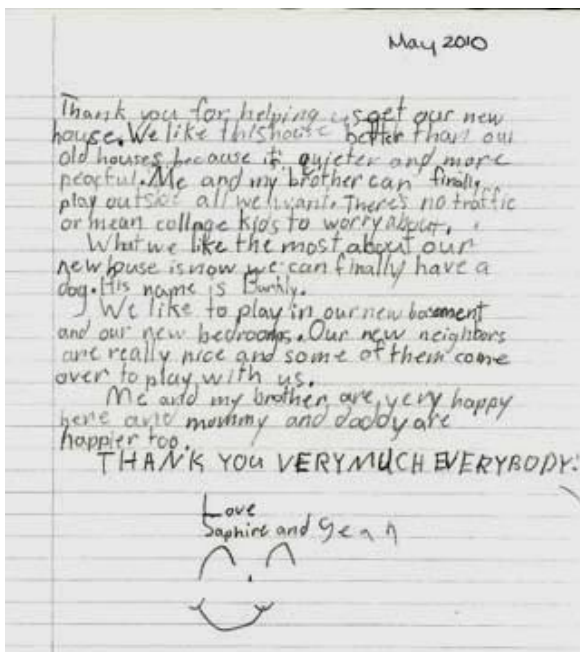 May 2010
Thank you for helping us get our new
house. We like this house better than our
old houses because it quieter and more
peacful. Me and my brother can finally
play outside all we want. There's no traffic
or mean collage kids to worry about.
What we like the most about our
new house is now we can finally have a
dog. His name is
We like to play in our new basement
and our new bedrooms. Our new neighbors
are really nice and some of them come
over to play with us.
Me and my brother are very happy
here and mommy and daddy are
happier too.
THANK YOU VERY MUCH EVERYBODY!
Love
Saphire and Sean